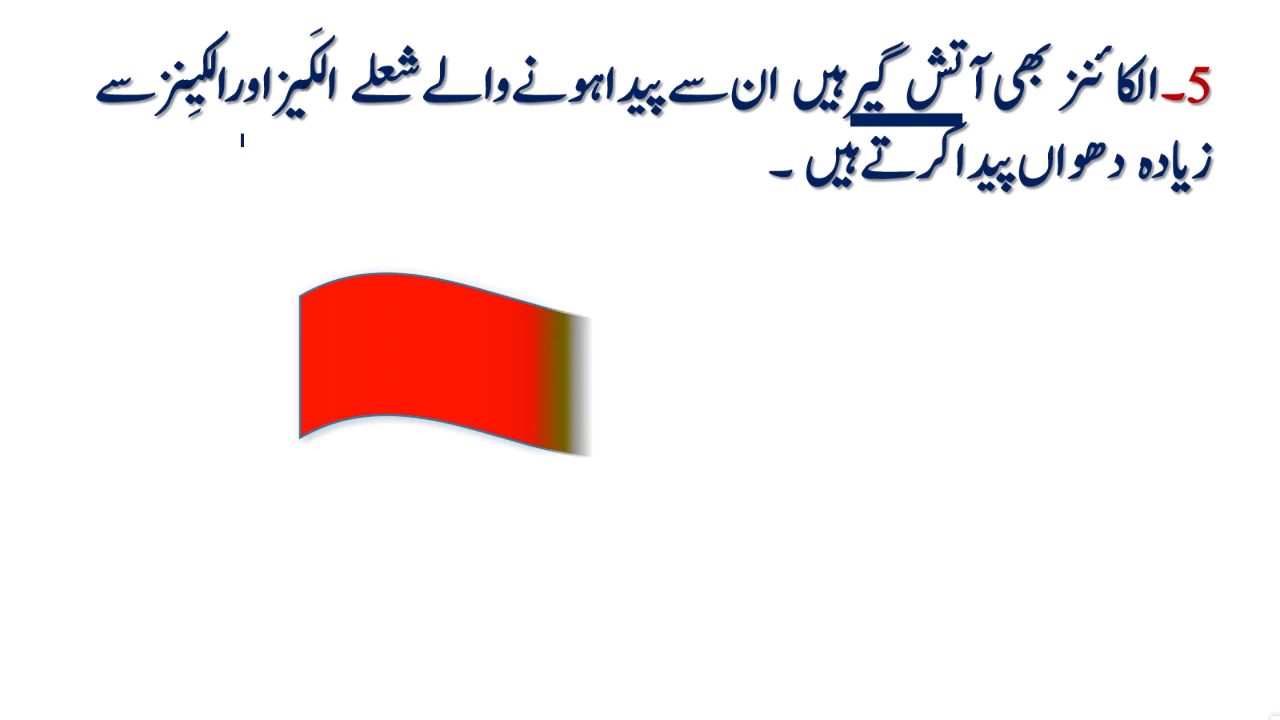 5۔الکائنز بھی آتش گیر ہیں ان سے پیدا ہونے والے شعلے الکَینز اور الکِینز سے
زیادہ دھواں پیدا کرتے ہیں ۔